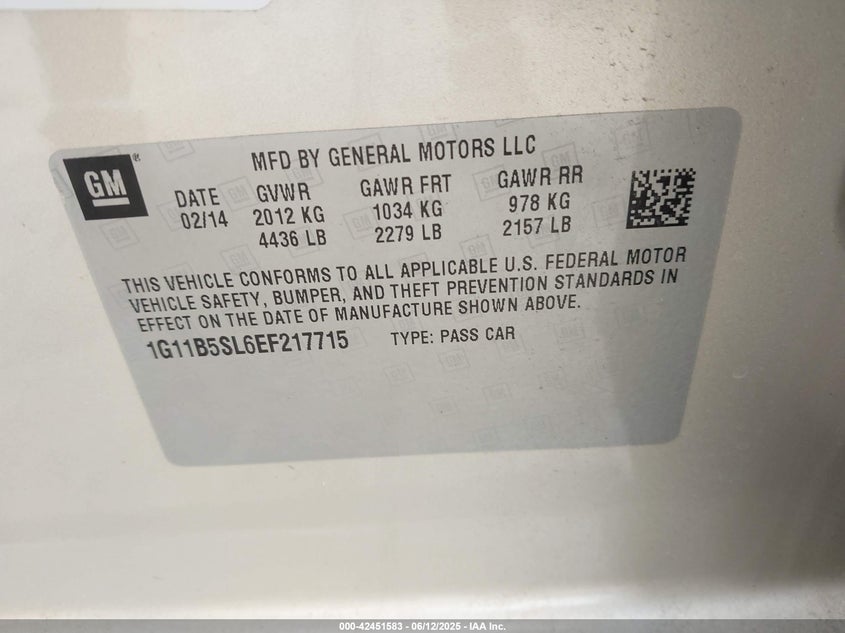 GM ®
MFD BY GENERAL MOTORS LLC
DATE GVWR GAWR FRT GAWR RR
02/14 2012 KG 1034 KG 978 KG
4436 LB 2279 LB 2157 LB
THIS VEHICLE CONFORMS TO ALL APPLICABLE U.S. FEDERAL MOTOR
VEHICLE SAFETY, BUMPER, AND THEFT PREVENTION STANDARDS IN
EFFECT ON THE DATE OF MANUFACTURE SHOWN ABOVE.
1G11B5SL6EF217715 TYPE: PASS CAR
000-42451583 - 06/12/2025 - IAA Inc.